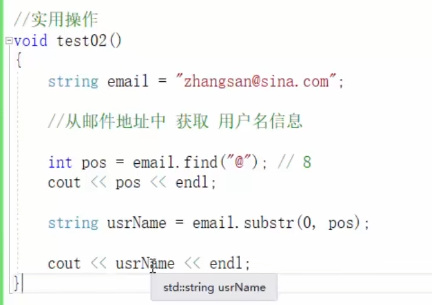 //实用操作
void test02()
{
string email = "zhangsan@sina.com";
//从邮件地址中 获取 用户名信息
int pos = email.find("@"); // 8
cout << pos << endl;
string usrName = email.substr(0, pos);
cout << usrName << endl;
}
std::string usrName